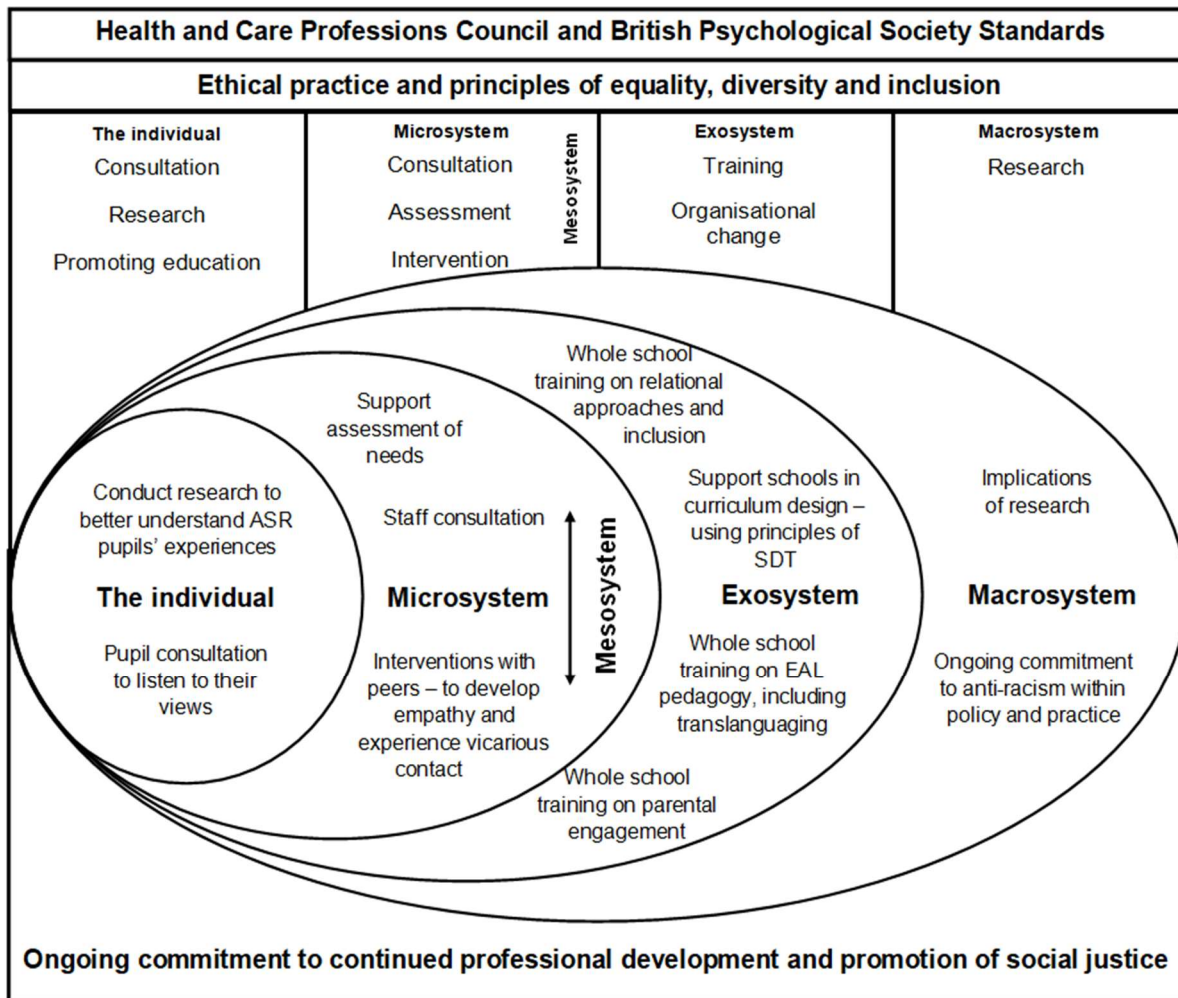 Health and Care Professions Council and British Psychological Society Standards
Ethical practice and principles of equality, diversity and inclusion
The individual
Consultation
Research
Promoting education
Microsystem
Consultation
Assessment
Intervention
Mesosystem
Exosystem
Training
Organisational
change
Macrosystem
Research
Conduct research to
better understand ASR
pupils’ experiences
The individual
Pupil consultation
to listen to their
views
Support
assessment of
needs
Staff consultation
Microsystem
Interventions with
peers – to develop
empathy and
experience vicarious
contact
Mesosystem
Whole school
training on relational
approaches and
inclusion
Support schools in
curriculum design –
using principles of
SDT
Exosystem
Whole school
training on EAL
pedagogy, including
translanguaging
Whole school
training on parental
engagement
Implications
of research
Macrosystem
Ongoing commitment
to anti-racism within
policy and practice
Ongoing commitment to continued professional development and promotion of social justice